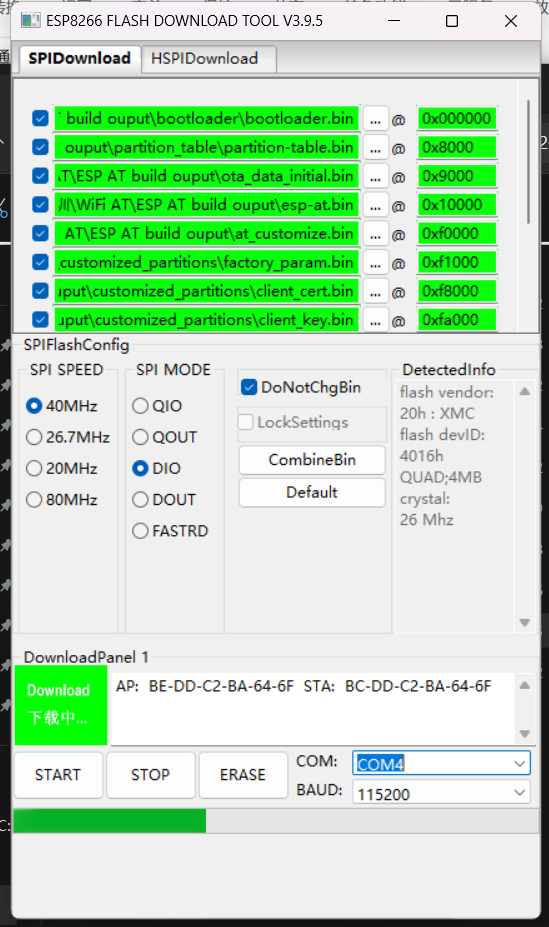 ESP8266 FLASH DOWNLOAD TOOL V3.9.5
SPIDownload HSPIDownload
build ouput\bootloader\bootloader.bin ... @ 0x000000
ouput\partition_table\partition-table.bin ... @ 0x8000
\T\ESP AT build ouput\ota_data_initial.bin ... @ 0x9000
\WiFi AT\ESP AT build ouput\esp-at.bin ... @ 0x10000
AT\ESP AT build ouput\at_customize.bin ... @ 0xf0000
_customized_partitions\factory_param.bin ... @ 0xf1000
uput\customized_partitions\client_cert.bin ... @ 0xf8000
uput\customized_partitions\client_key.bin ... @ 0xfa000
SPIFlashConfig
SPI SPEED
40MHz
26.7MHz
20MHz
80MHz
SPI MODE
QIO
QOUT
DIO
DOUT
FASTRD
DoNotChgBin
LockSettings
CombineBin
Default
DetectedInfo
flash vendor:
20h : XMC
flash devID:
4016h
QUAD;4MB
crystal:
26 Mhz
DownloadPanel 1
Download
下载中...
AP: BE-DD-C2-BA-64-6F STA: BC-DD-C2-BA-64-6F
START STOP ERASE
COM: COM4
BAUD: 115200
C: